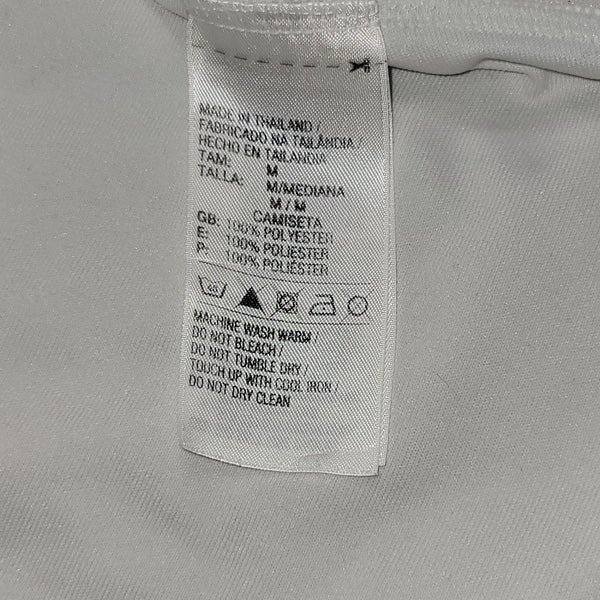 MADE IN THAILAND /
FABRICADO NA TAILÂNDIA /
HECHO EN TAILANDIA
TAM: M
TALLA: M/MEDIANA
M / M
CAMISETA
GB: 100% POLYESTER
E: 100% POLIESTER
P: 100% POLIÉSTER
40
MACHINE WASH WARM /
DO NOT BLEACH /
DO NOT TUMBLE DRY /
TOUCH UP WITH COOL IRON /
DO NOT DRY CLEAN